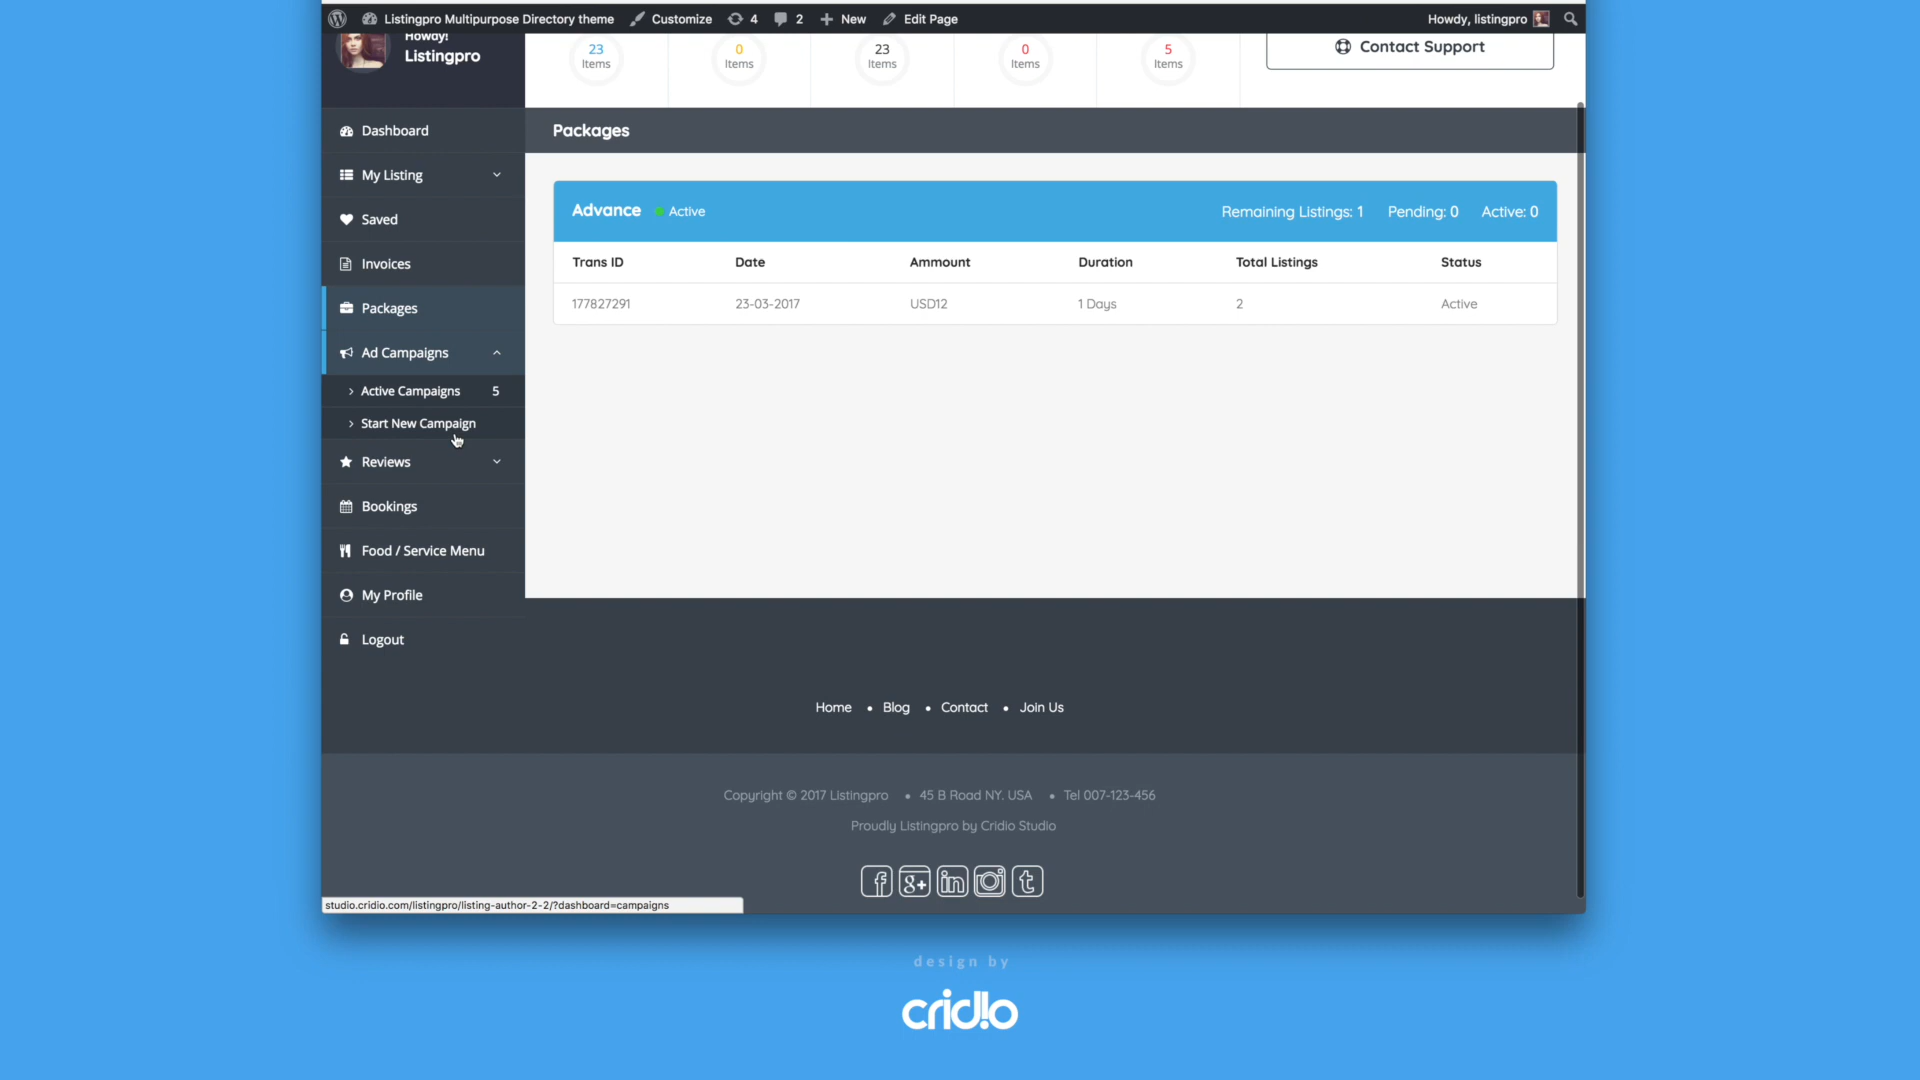 Listingpro Multipurpose Directory theme Customize 4 2 New Edit Page Howdy, listingpro
Howdy!
Listingpro
23
Items
0
Items
23
Items
0
Items
5
Items
Contact Support
Dashboard
My Listing
Saved
Invoices
Packages
Ad Campaigns
Active Campaigns 5
Start New Campaign
Reviews
Bookings
Food / Service Menu
My Profile
Logout
Packages
Advance Active Remaining Listings: 1 Pending: 0 Active: 0
Trans ID Date Ammount Duration Total Listings Status
177827291 23-03-2017 USD12 1 Days 2 Active
Home • Blog • Contact • Join Us
Copyright © 2017 Listingpro • 45 B Road NY. USA • Tel 007-123-456
Proudly Listingpro by Cridio Studio
studio.cridio.com/listingpro/listing-author-2-2/?dashboard=campaigns
design by
cridio